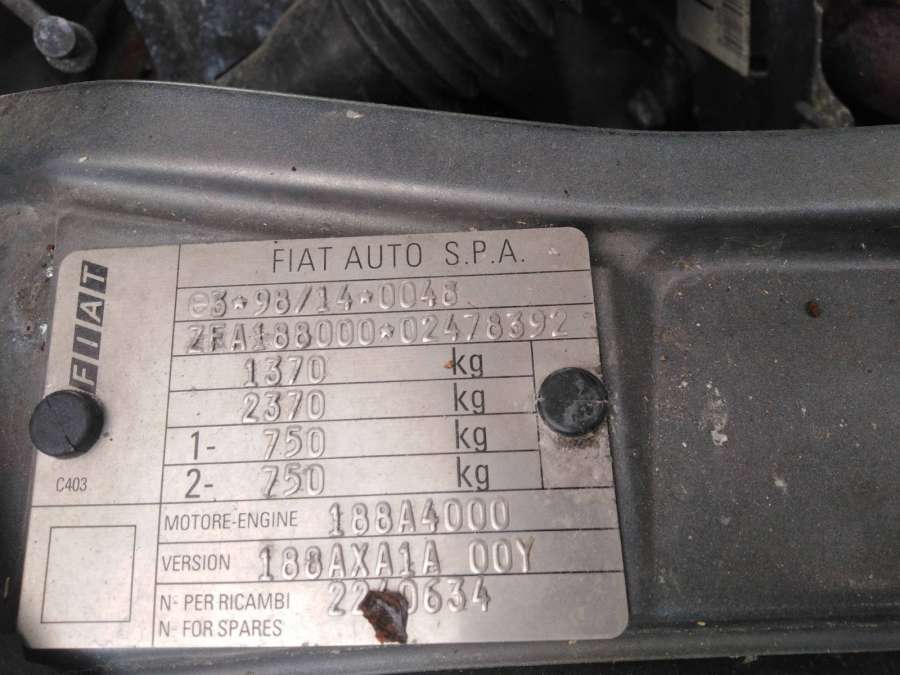 FIAT AUTO S.P.A.
FIAT
e3*98/14*0048
ZFA188000*02478392
1370 kg
2370 kg
1- 750 kg
2- 750 kg
C403
MOTORE-ENGINE 188A4000
VERSION 188AXA1A 00Y
N° PER RICAMBI
N° FOR SPARES